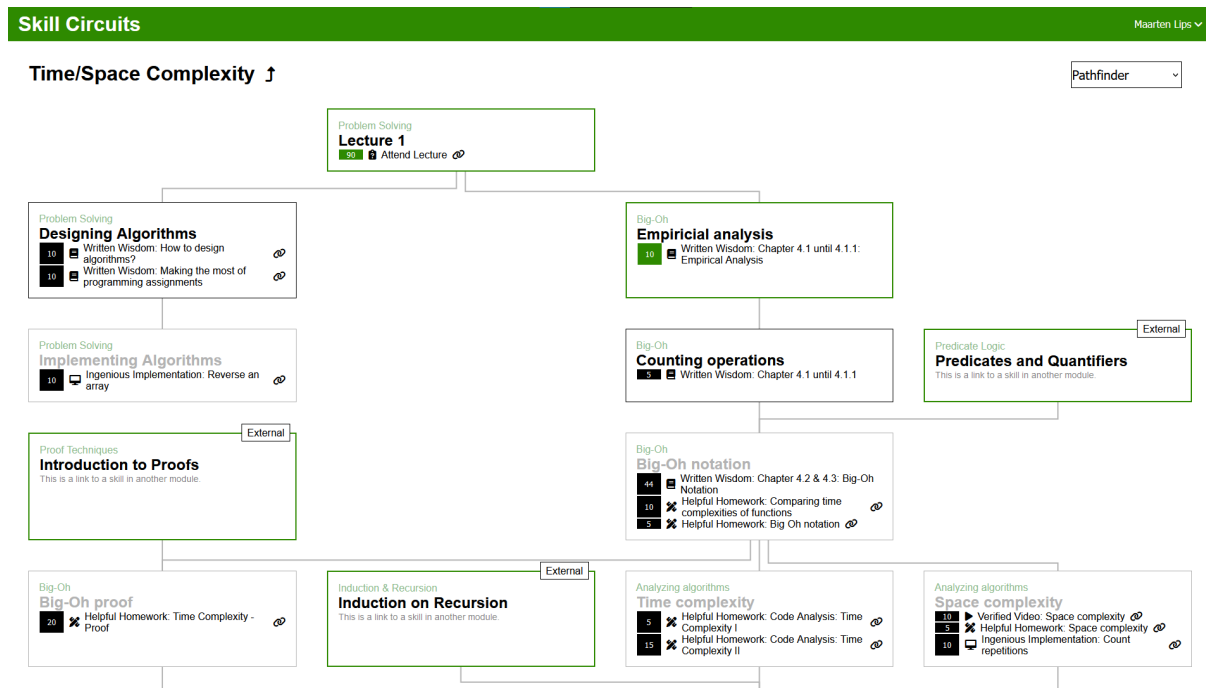 Skill Circuits
Maarten Lips
Time/Space Complexity
Pathfinder
Problem Solving
Lecture 1
90 Attend Lecture
Problem Solving
Designing Algorithms
10 Written Wisdom: How to design
algorithms?
10 Written Wisdom: Making the most of
programming assignments
Big-Oh
Empiricial analysis
10 Written Wisdom: Chapter 4.1 until 4.1.1:
Empirical Analysis
Problem Solving
Implementing Algorithms
10 Ingenious Implementation: Reverse an
array
Big-Oh
Counting operations
5 Written Wisdom: Chapter 4.1 until 4.1.1
External
Predicate Logic
Predicates and Quantifiers
This is a link to a skill in another module.
External
Proof Techniques
Introduction to Proofs
This is a link to a skill in another module.
Big-Oh
Big-Oh notation
44 Written Wisdom: Chapter 4.2 & 4.3: Big-Oh
Notation
10 Helpful Homework: Comparing time
complexities of functions
5 Helpful Homework: Big Oh notation
Big-Oh
Big-Oh proof
20 Helpful Homework: Time Complexity -
Proof
External
Induction & Recursion
Induction on Recursion
This is a link to a skill in another module.
Analyzing algorithms
Time complexity
5 Helpful Homework: Code Analysis: Time
Complexity I
15 Helpful Homework: Code Analysis: Time
Complexity II
Analyzing algorithms
Space complexity
10 Verified Video: Space complexity
5 Helpful Homework: Space complexity
10 Ingenious Implementation: Count
repetitions